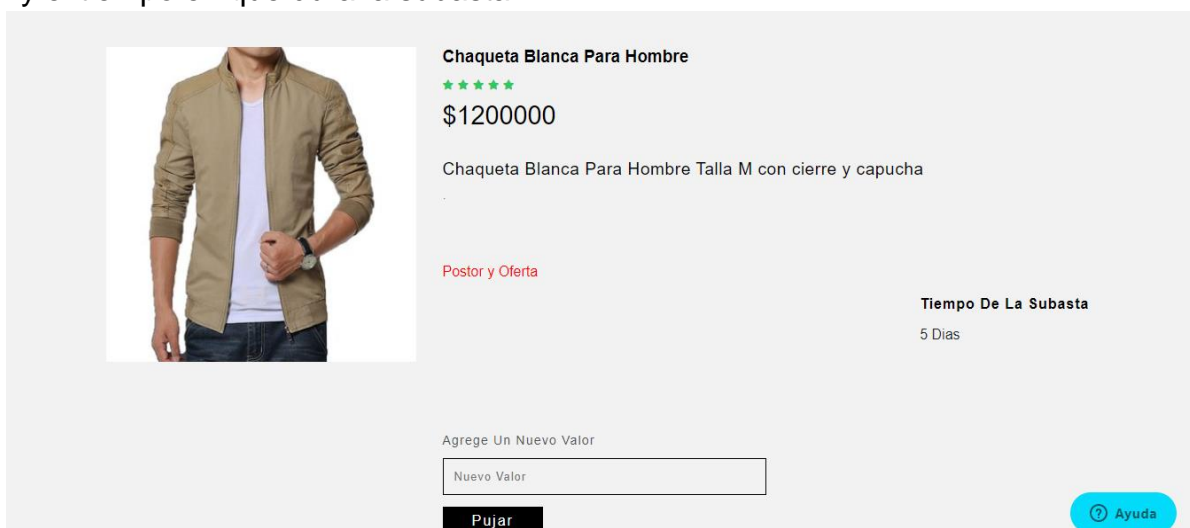 Chaqueta Blanca Para Hombre
$1200000
Chaqueta Blanca Para Hombre Talla M con cierre y capucha
.
Postor y Oferta
Tiempo De La Subasta
5 Dias
Agrege Un Nuevo Valor
Nuevo Valor
Pujar
Ayuda